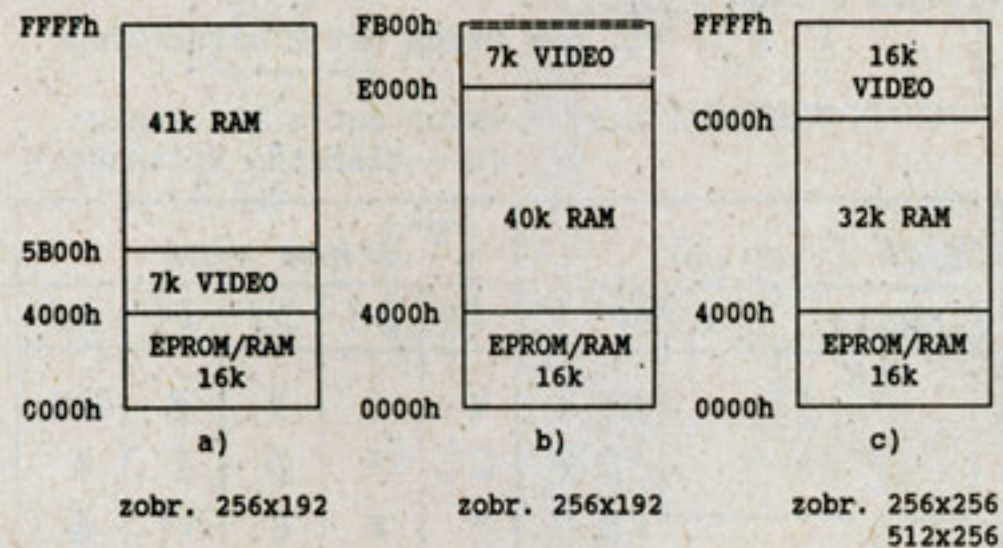 FFFFh
41k RAM
5B00h
7k VIDEO
4000h
EPROM/RAM
16k
0000h
a)
zobr. 256x192
FB00h
7k VIDEO
E000h
40k RAM
4000h
EPROM/RAM
16k
0000h
b)
zobr. 256x192
FFFFh
16k
VIDEO
C000h
32k RAM
4000h
EPROM/RAM
16k
0000h
c)
zobr. 256x256
512x256